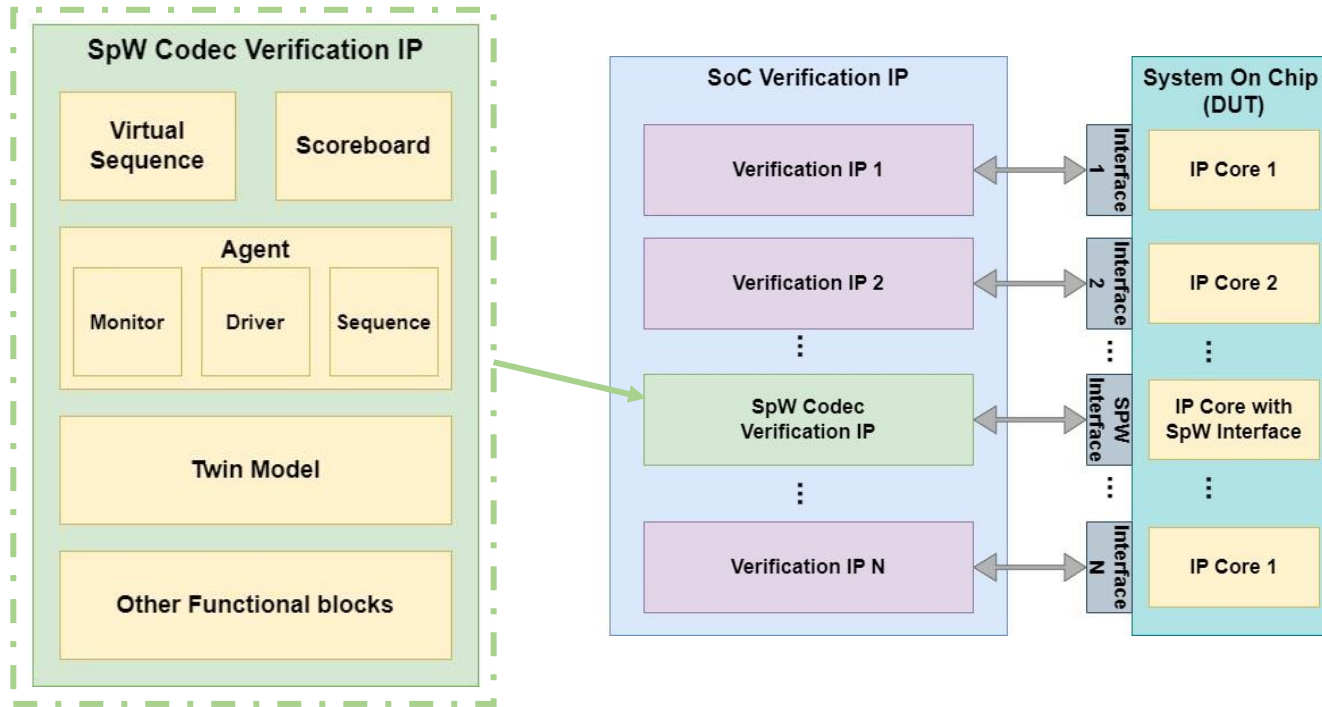 SpW Codec Verification IP
Virtual
Sequence
Scoreboard
Agent
Monitor
Driver
Sequence
Twin Model
Other Functional blocks
SoC Verification IP
Verification IP 1
Verification IP 2
...
SpW Codec
Verification IP
...
Verification IP N
Interface
1
Interface
2
...
SPW
Interface
...
Interface
N
System On Chip
(DUT)
IP Core 1
IP Core 2
...
IP Core with
SpW Interface
...
IP Core 1